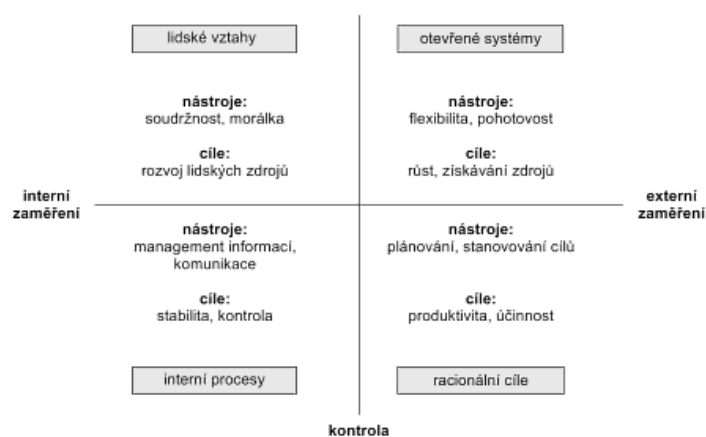 lidské vztahy
otevřené systémy
nástroje:
soudržnost, morálka
cíle:
rozvoj lidských zdrojů
nástroje:
flexibilita, pohotovost
cíle:
růst, získávání zdrojů
interní
zaměření
externí
zaměření
nástroje:
management informací,
komunikace
cíle:
stabilita, kontrola
nástroje:
plánování, stanovování cílů
cíle:
produktivita, účinnost
interní procesy
racionální cíle
kontrola